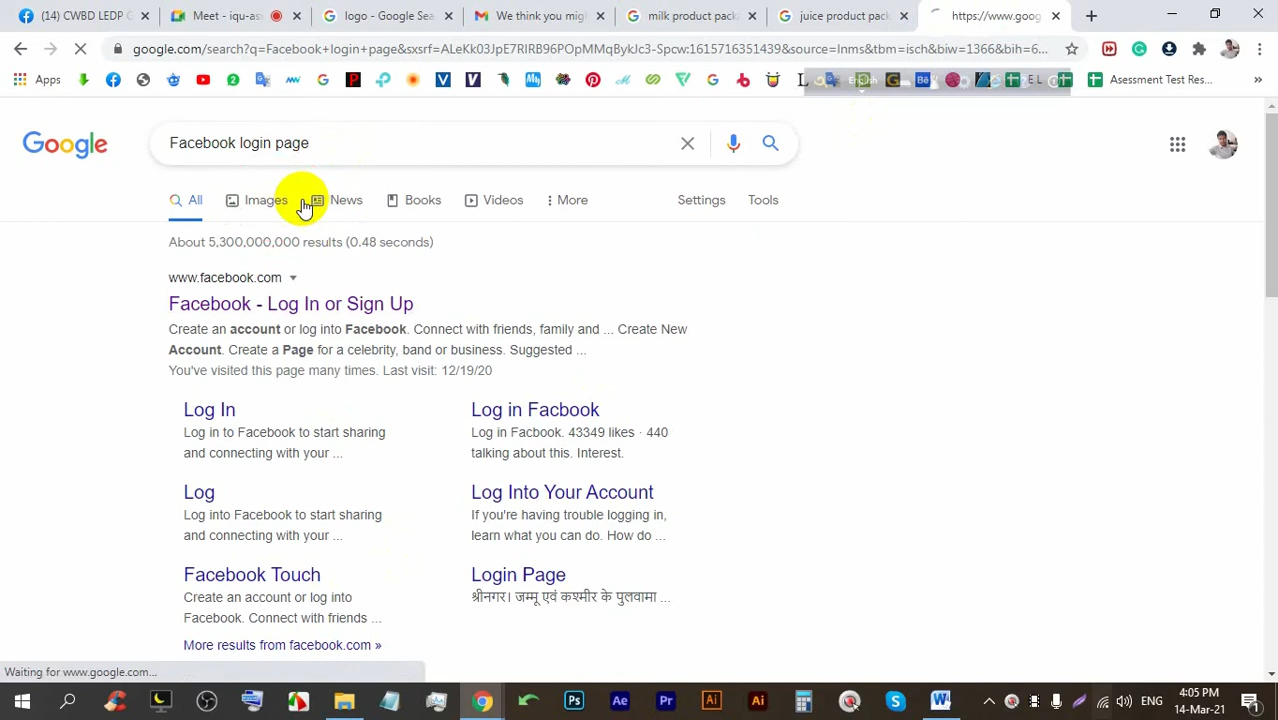 (14) CWBD LEDP C
Meet - iqu-as
logo - Google Sea
We think you mig
milk product pack
juice product pac
https://www.goog
google.com/search?q=Facebook+login+page&sxsrf=ALeKk03JpE7RIRB96POpMMqBykJc3-Spcw:1615716351439&source=lnms&tbm=isch&biw=1366&bih=6...
Apps
English
Asessment Test Res...
Google
Facebook login page
All
Images
News
Books
Videos
More
Settings
Tools
About 5,300,000,000 results (0.48 seconds)
www.facebook.com
Facebook - Log In or Sign Up
Create an account or log into Facebook. Connect with friends, family and ... Create New
Account. Create a Page for a celebrity, band or business. Suggested ...
You've visited this page many times. Last visit: 12/19/20
Log In
Log in to Facebook to start sharing
and connecting with your ...
Log in Facbook
Log in Facbook. 43349 likes · 440
talking about this. Interest.
Log
Log into Facebook to start sharing
and connecting with your ...
Log Into Your Account
If you're having trouble logging in,
learn what you can do. How do ...
Facebook Touch
Create an account or log into
Facebook. Connect with friends ...
Login Page
श्रीनगर। जम्मू एवं कश्मीर के पुलवामा ...
More results from facebook.com »
Waiting for www.google.com...
ENG
4:05 PM
14-Mar-21